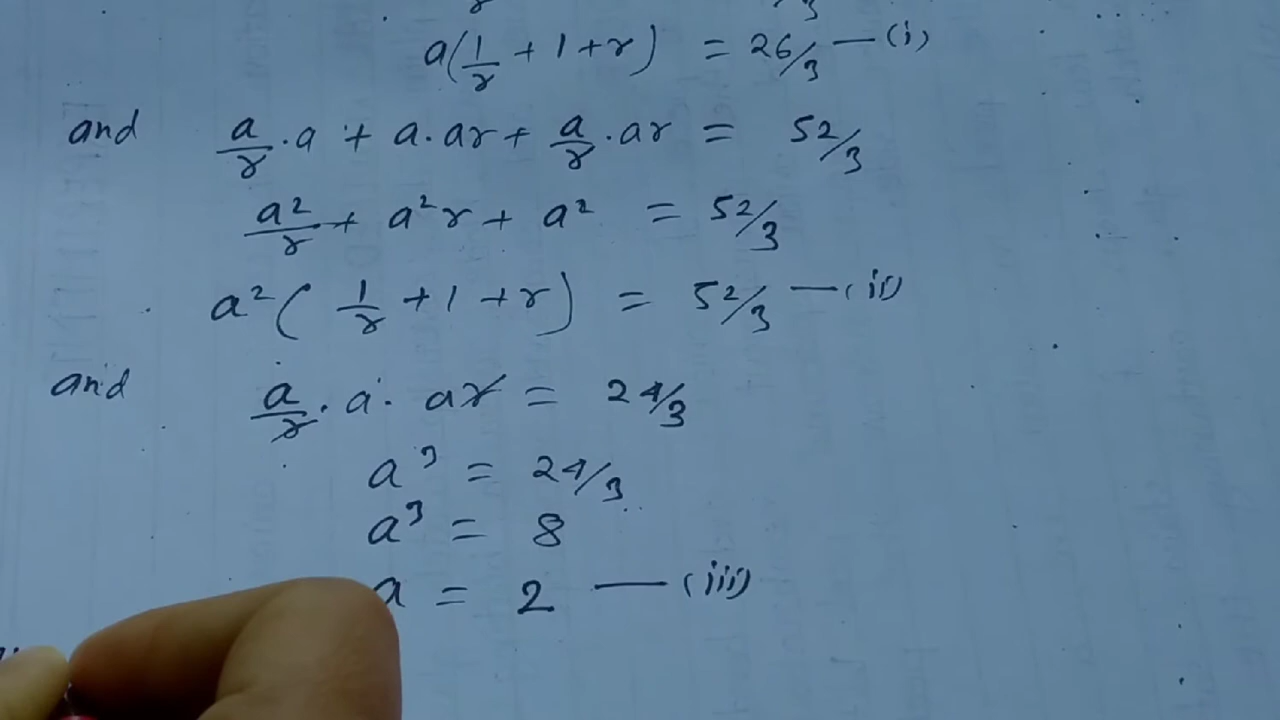 a(1/r + 1 + r) = 26/3 — (i)
and a/r · a + a · ar + a/r · ar = 52/3
a²/r + a²r + a² = 52/3
a² ( 1/r + 1 + r ) = 52/3 — (ii)
and a/r · a · ar = 24/3
a³ = 24/3
a³ = 8
a = 2 — (iii)